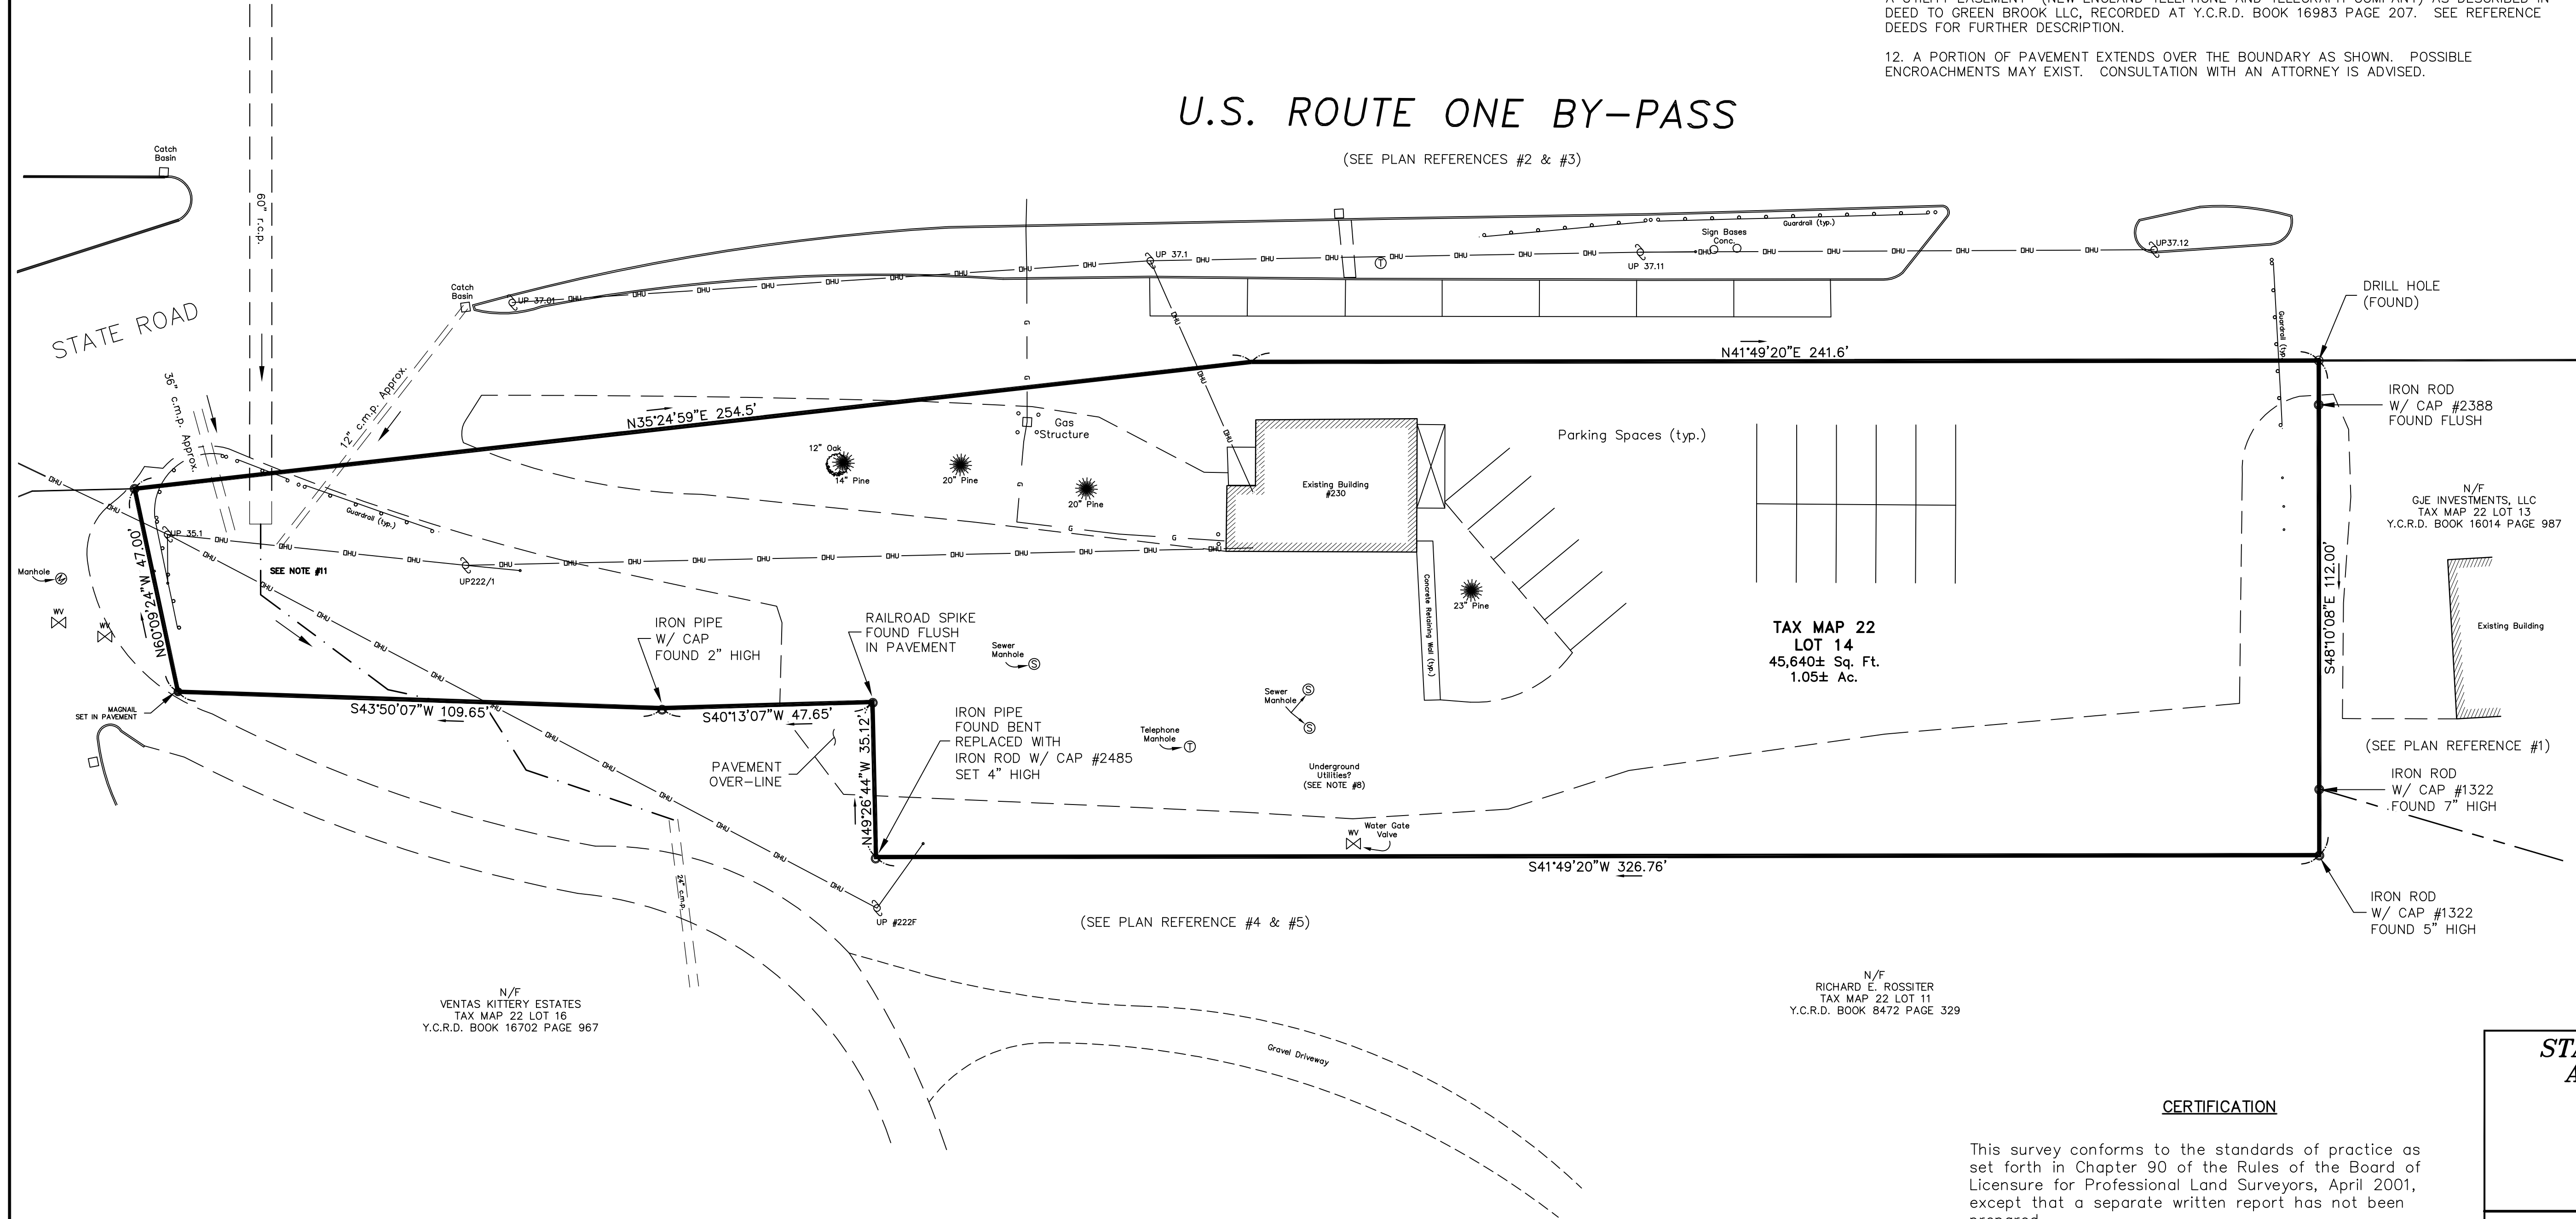 DEED TO GREEN BROOK LLC, RECORDED AT Y.C.R.D. BOOK 16983 PAGE 207. SEE REFERENCE
DEEDS FOR FURTHER DESCRIPTION.
12. A PORTION OF PAVEMENT EXTENDS OVER THE BOUNDARY AS SHOWN. POSSIBLE
ENCROACHMENTS MAY EXIST. CONSULTATION WITH AN ATTORNEY IS ADVISED.
U.S. ROUTE ONE BY-PASS
(SEE PLAN REFERENCES #2 & #3)
Catch
Basin
60" r.c.p.
STATE ROAD
Catch
Basin
UP 37.01
UP 37.1
UP 37.11
Sign Bases
Conc.
Guardrail (typ.)
UP37.12
Guardrail (typ.
DRILL HOLE
(FOUND)
IRON ROD
W/ CAP #2388
FOUND FLUSH
36" c.m.p. Approx.
12" c.m.p. Approx.
N35°24'59"E 254.5'
N41°49'20"E 241.6'
Gas
Structure
12" Oak
14" Pine
20" Pine
20" Pine
Existing Building
#230
Parking Spaces (typ.)
N/F
GJE INVESTMENTS, LLC
TAX MAP 22 LOT 13
Y.C.R.D. BOOK 16014 PAGE 987
Guardrail (typ.)
UP 35.1
SEE NOTE #11
UP222/1
Manhole
M
WV
WV
N60°09'24"W 47.00'
IRON PIPE
W/ CAP
FOUND 2" HIGH
RAILROAD SPIKE
FOUND FLUSH
IN PAVEMENT
Sewer
Manhole
S
Concrete Retaining Wall (typ.)
23" Pine
TAX MAP 22
LOT 14
45,640± Sq. Ft.
1.05± Ac.
S48°10'08"E 112.00'
Existing Building
(SEE PLAN REFERENCE #1)
MAGNAIL
SET IN PAVEMENT
S43°50'07"W 109.65'
S40°13'07"W 47.65'
N49°26'44"W 35.12'
PAVEMENT
OVER-LINE
IRON PIPE
FOUND BENT
REPLACED WITH
IRON ROD W/ CAP #2485
SET 4" HIGH
Telephone
Manhole
T
Sewer
Manhole
S
S
Underground
Utilities?
(SEE NOTE #8)
IRON ROD
W/ CAP #1322
FOUND 7" HIGH
WV
Water Gate
Valve
S41°49'20"W 326.76'
24" c.m.p.
UP #222F
(SEE PLAN REFERENCE #4 & #5)
IRON ROD
W/ CAP #1322
FOUND 5" HIGH
N/F
VENTAS KITTERY ESTATES
TAX MAP 22 LOT 16
Y.C.R.D. BOOK 16702 PAGE 967
N/F
RICHARD E. ROSSITER
TAX MAP 22 LOT 11
Y.C.R.D. BOOK 8472 PAGE 329
Gravel Driveway
CERTIFICATION
This survey conforms to the standards of practice as
set forth in Chapter 90 of the Rules of the Board of
Licensure for Professional Land Surveyors, April 2001,
except that a separate written report has not been